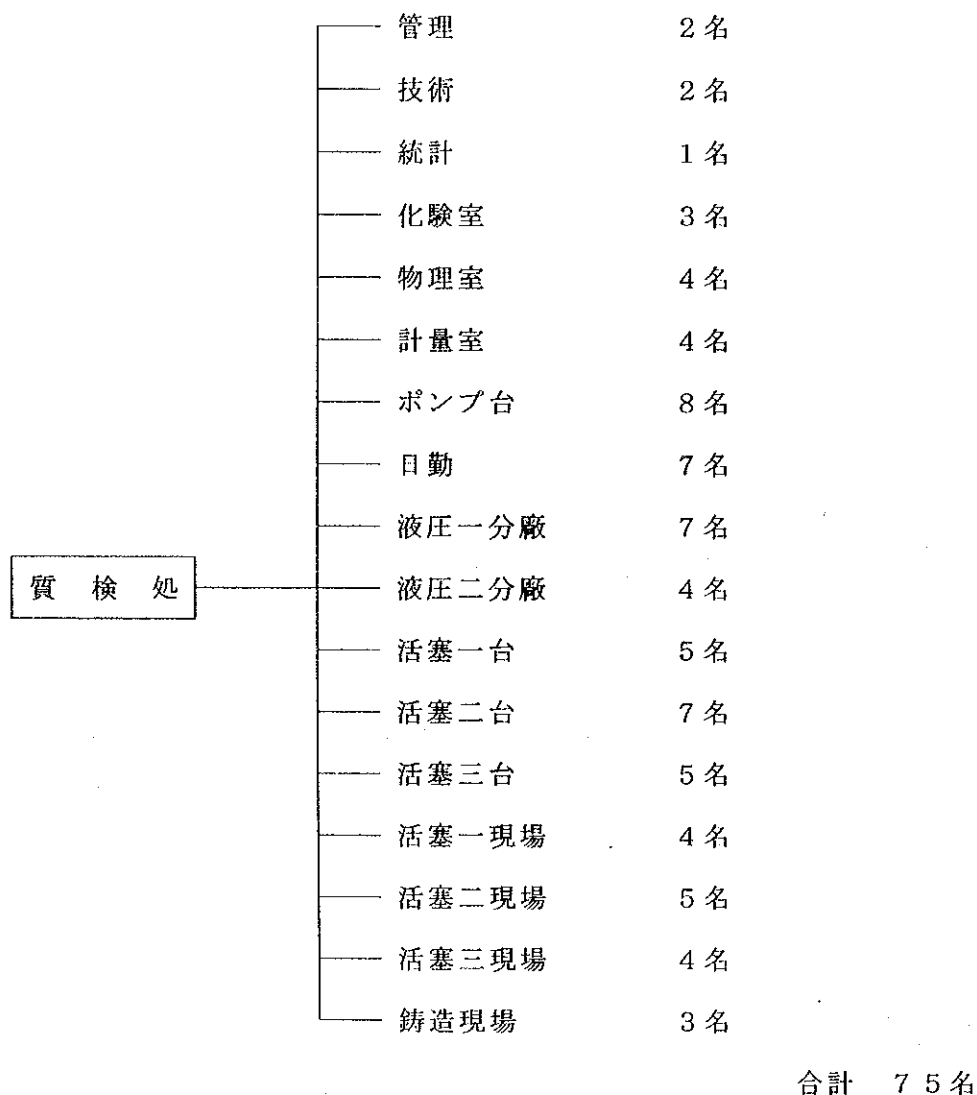 管理 2名
技術 2名
統計 1名
化験室 3名
物理室 4名
計量室 4名
ポンプ台 8名
日勤 7名
液圧一分廠 7名
質検処
液圧二分廠 4名
活塞一台 5名
活塞二台 7名
活塞三台 5名
活塞一現場 4名
活塞二現場 5名
活塞三現場 4名
鋳造現場 3名
合計 75名